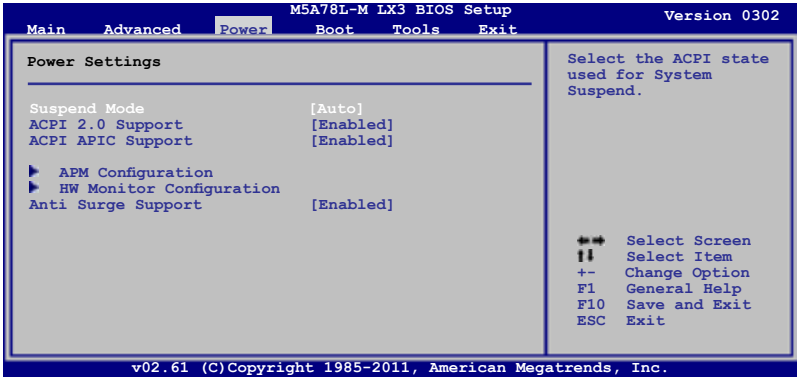 M5A78L-M LX3 BIOS Setup
Version 0302
Main Advanced Power Boot Tools Exit
Power Settings
Suspend Mode [Auto]
ACPI 2.0 Support [Enabled]
ACPI APIC Support [Enabled]
APM Configuration
HW Monitor Configuration
Anti Surge Support [Enabled]
Select the ACPI state
used for System
Suspend.
←→ Select Screen
↑↓ Select Item
+- Change Option
F1 General Help
F10 Save and Exit
ESC Exit
v02.61 (C)Copyright 1985-2011, American Megatrends, Inc.